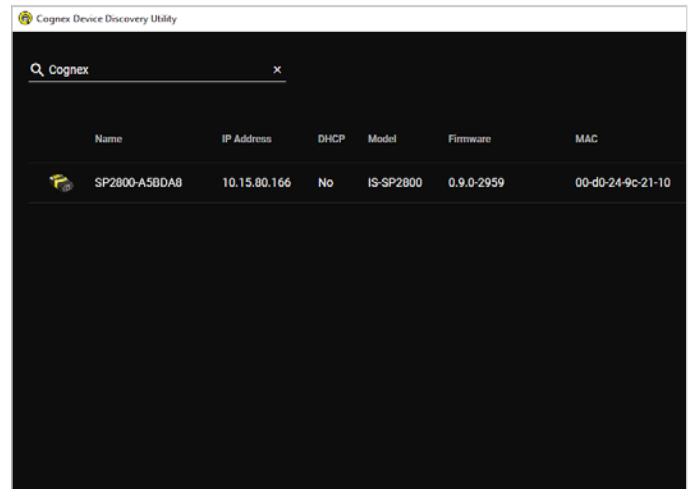 Cognex Device Discovery Utility
Cognex ×
Name IP Address DHCP Model Firmware MAC
SP2800-A5BDA8 10.15.80.166 No IS-SP2800 0.9.0-2959 00-d0-24-9c-21-10